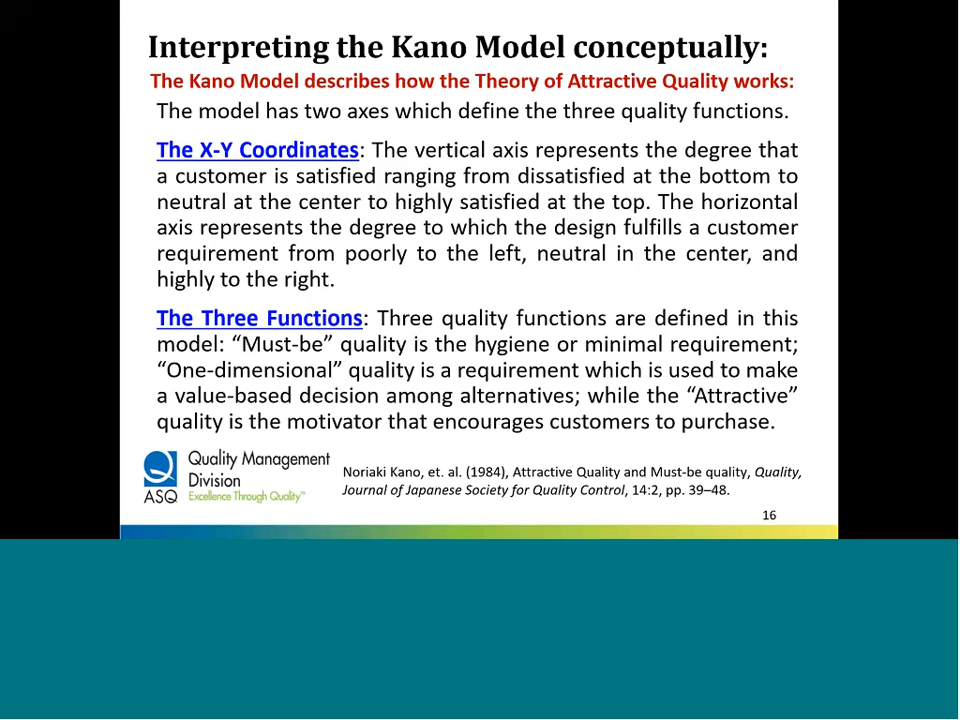 Interpreting the Kano Model conceptually:
The Kano Model describes how the Theory of Attractive Quality works:
The model has two axes which define the three quality functions.
The X-Y Coordinates: The vertical axis represents the degree that
a customer is satisfied ranging from dissatisfied at the bottom to
neutral at the center to highly satisfied at the top. The horizontal
axis represents the degree to which the design fulfills a customer
requirement from poorly to the left, neutral in the center, and
highly to the right.
The Three Functions: Three quality functions are defined in this
model: “Must-be” quality is the hygiene or minimal requirement;
“One-dimensional” quality is a requirement which is used to make
a value-based decision among alternatives; while the “Attractive”
quality is the motivator that encourages customers to purchase.
ASQ
Quality Management
Division
Excellence Through Quality™
Noriaki Kano, et. al. (1984), Attractive Quality and Must-be quality, Quality,
Journal of Japanese Society for Quality Control, 14:2, pp. 39–48.
16